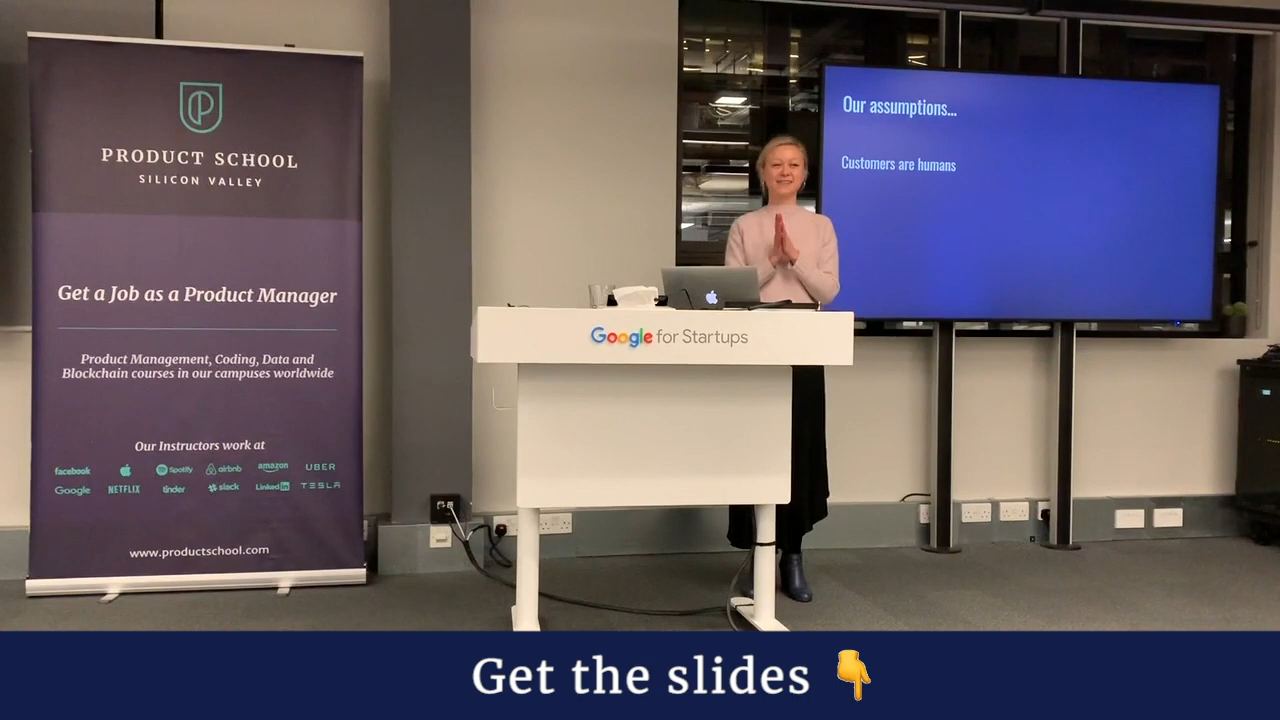 PRODUCT SCHOOL
SILICON VALLEY
Get a Job as a Product Manager
Product Management, Coding, Data and
Blockchain courses in our campuses worldwide
Our Instructors work at
facebook Spotify airbnb amazon UBER
Google NETFLIX tinder slack LinkedIn TESLA
www.productschool.com
Our assumptions...
Customers are humans
Google for Startups
Get the slides 👇